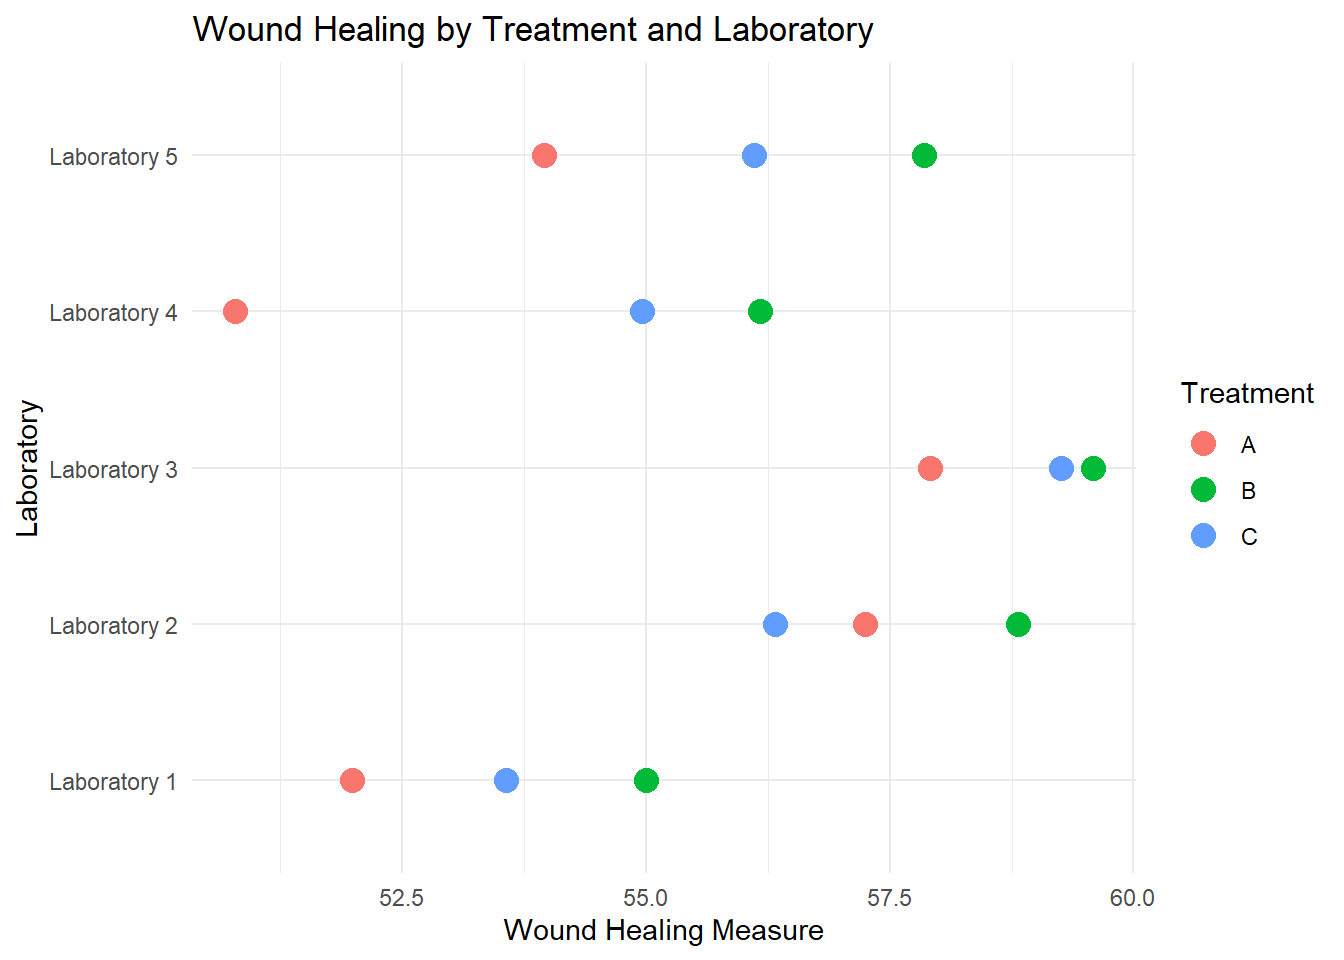 Wound Healing by Treatment and Laboratory
Laboratory 5
Laboratory 4
Laboratory 3
Laboratory 2
Laboratory 1
Laboratory
52.5 55.0 57.5 60.0
Wound Healing Measure
Treatment
A
B
C